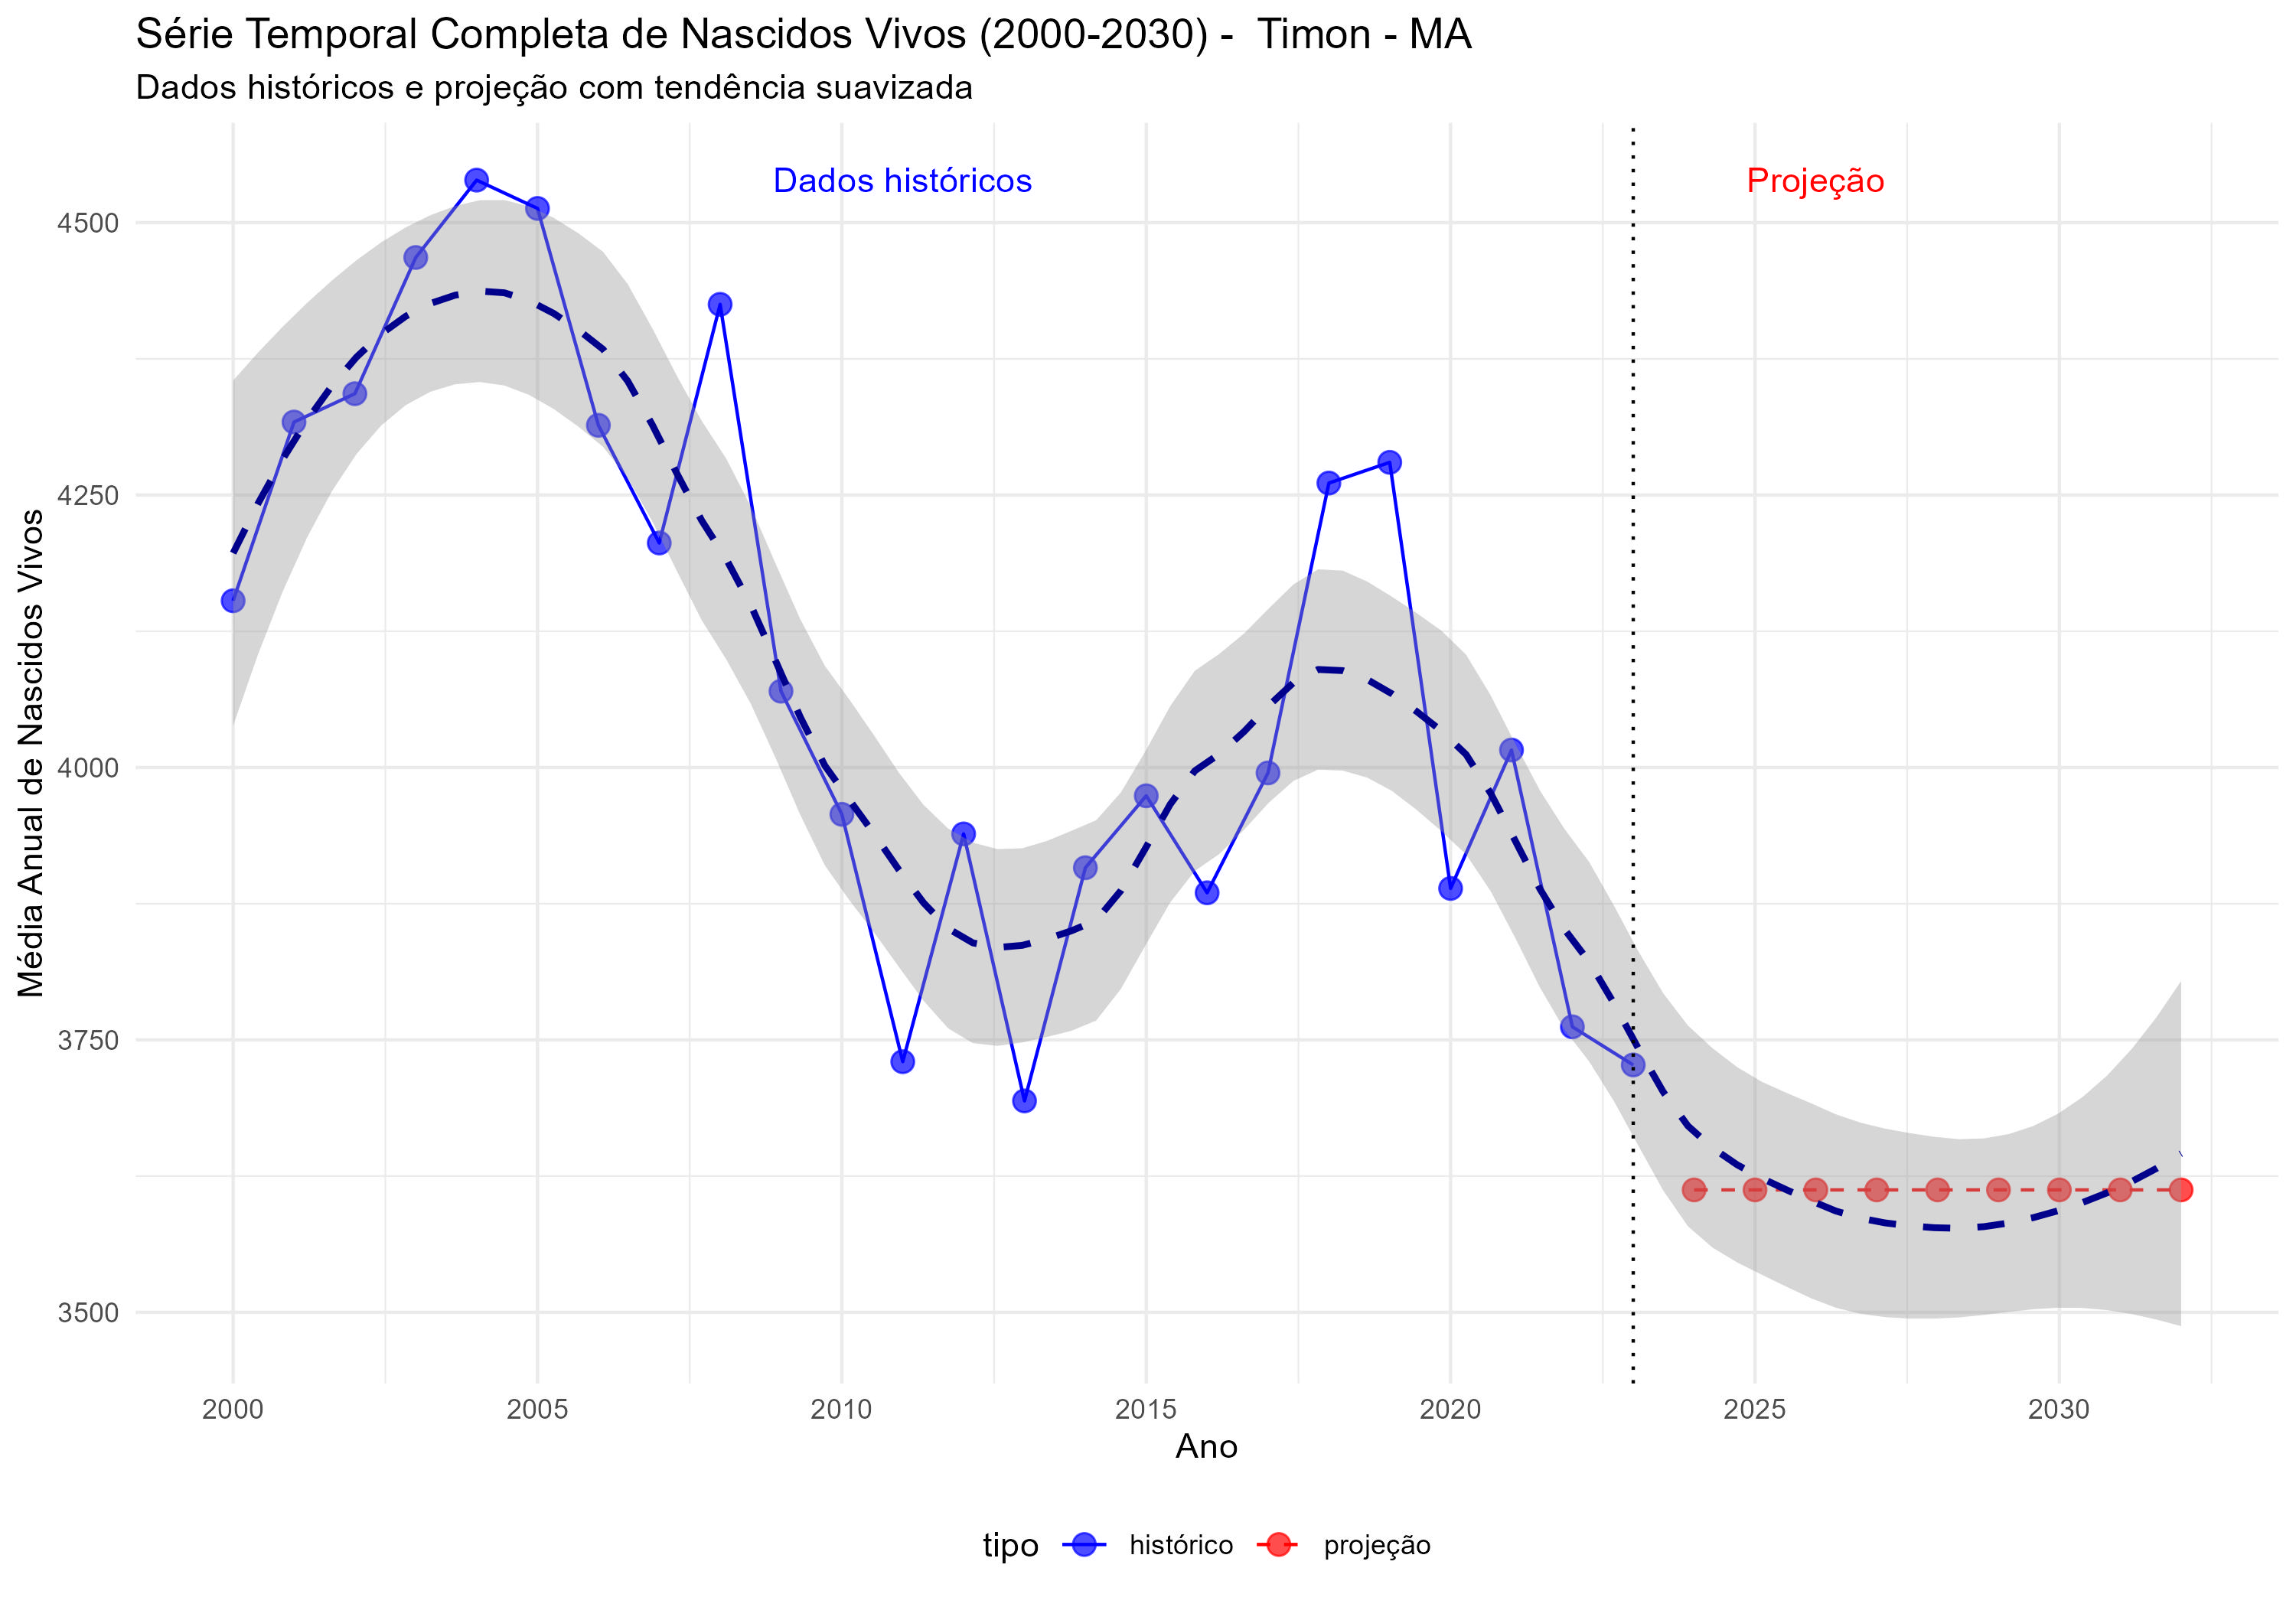 Série Temporal Completa de Nascidos Vivos (2000-2030) -  Timon - MA
Dados históricos e projeção com tendência suavizada
Dados históricos
Projeção
Média Anual de Nascidos Vivos
4500
4250
4000
3750
3500
2000 2005 2010 2015 2020 2025 2030
Ano
tipo histórico projeção